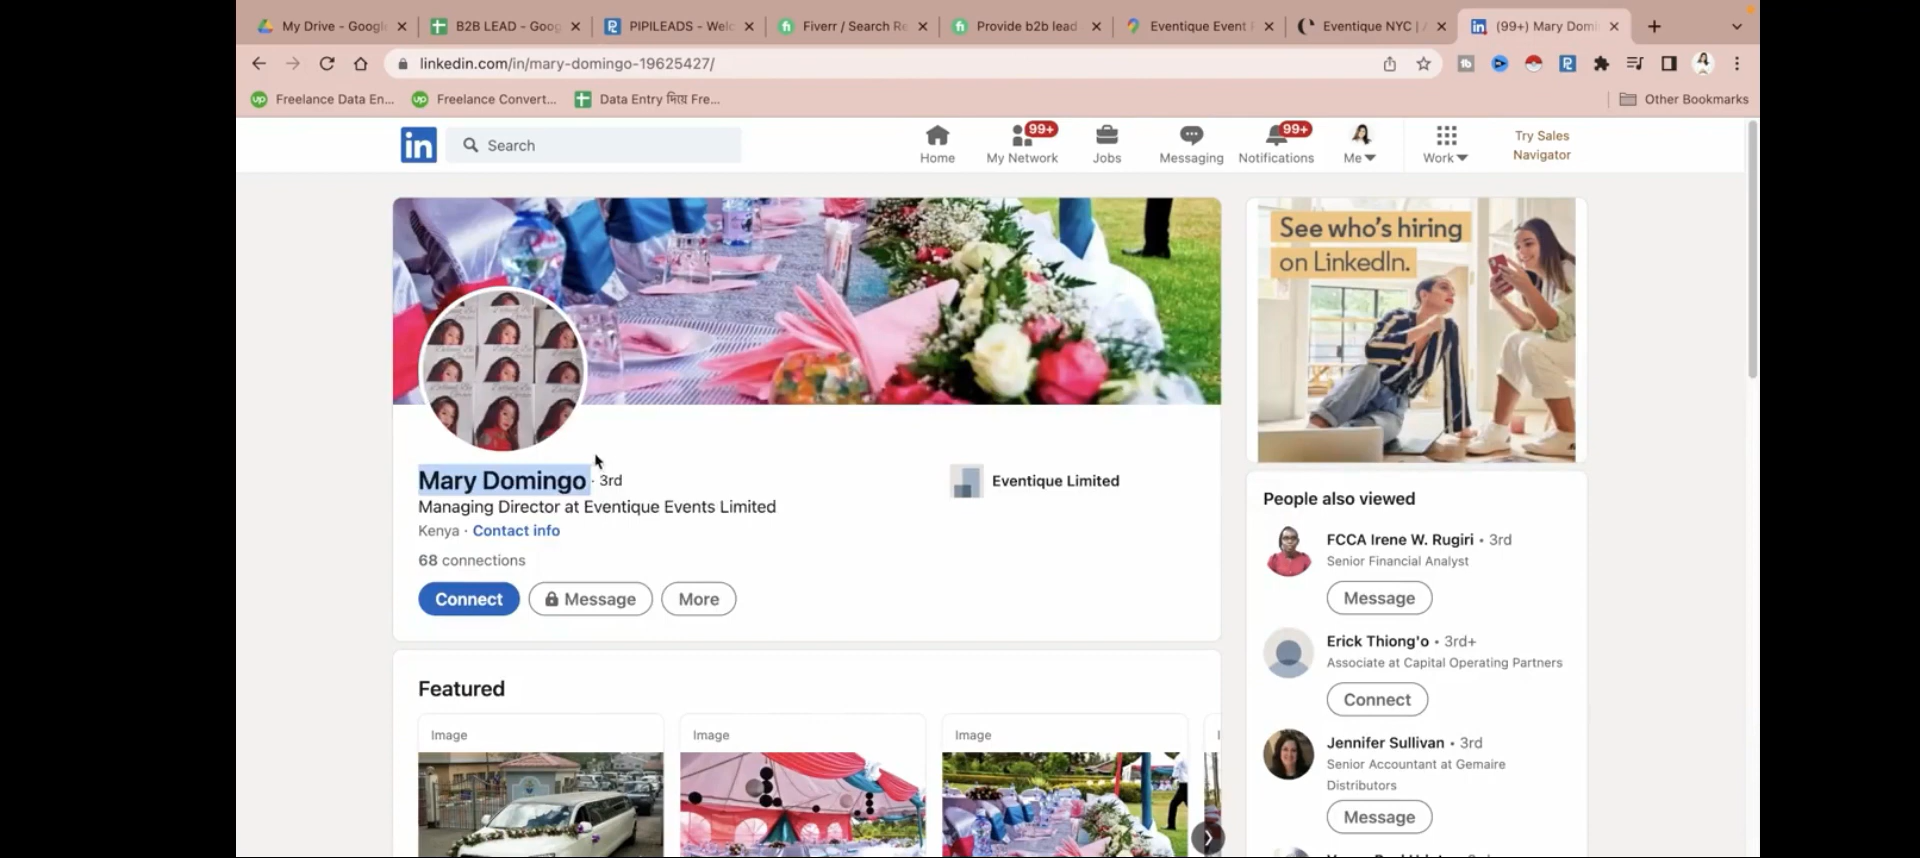 My Drive - Googl
B2B LEAD - Goog
PIPILEADS - Welc
Fiverr / Search Re
Provide b2b lead
Eventique Event
Eventique NYC | A
(99+) Mary Domi
linkedin.com/in/mary-domingo-19625427/
Freelance Data En...
Freelance Convert...
Data Entry দিয়ে Fre...
Other Bookmarks
in
Search
Home
99+
My Network
Jobs
Messaging
99+
Notifications
Me
Work
Try Sales
Navigator
See who's hiring
on LinkedIn.
Mary Domingo · 3rd
Managing Director at Eventique Events Limited
Kenya · Contact info
68 connections
Connect
Message
More
Eventique Limited
Featured
Image
Image
Image
People also viewed
FCCA Irene W. Rugiri • 3rd
Senior Financial Analyst
Message
Erick Thiong'o • 3rd+
Associate at Capital Operating Partners
Connect
Jennifer Sullivan • 3rd
Senior Accountant at Gemaire
Distributors
Message